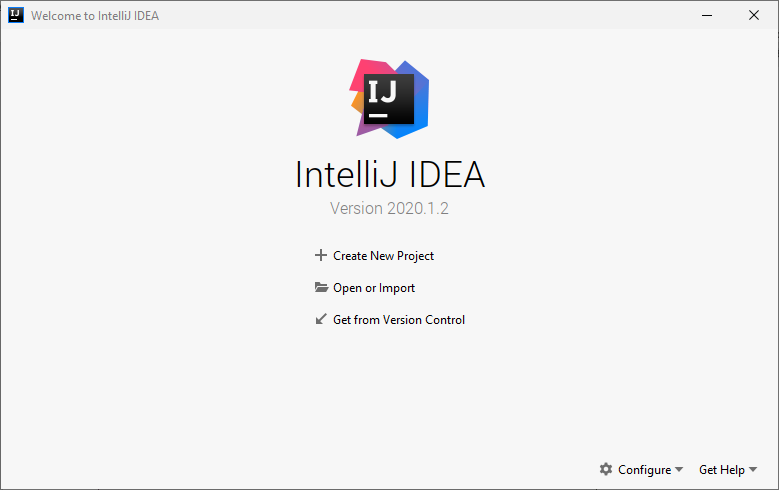 Welcome to IntelliJ IDEA
IJ
IntelliJ IDEA
Version 2020.1.2
Create New Project
Open or Import
Get from Version Control
Configure
Get Help